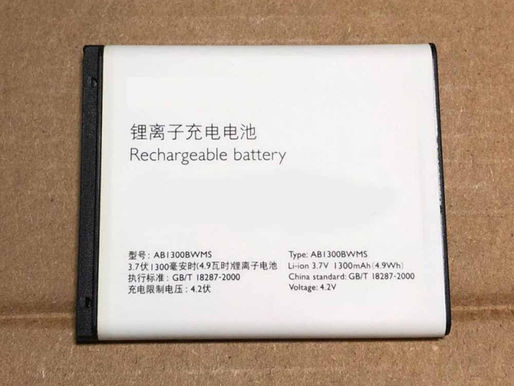 锂离子充电电池
Rechargeable battery
型号: AB1300BWMS
3.7伏1300毫安时(4.9瓦时)锂离子电池
执行标准: GB/T 18287-2000
充电限制电压: 4.2伏
Type: AB1300BWMS
Li-ion 3.7V 1300mAh(4.9Wh)
China standard: GB/T 18287-2000
Voltage: 4.2V